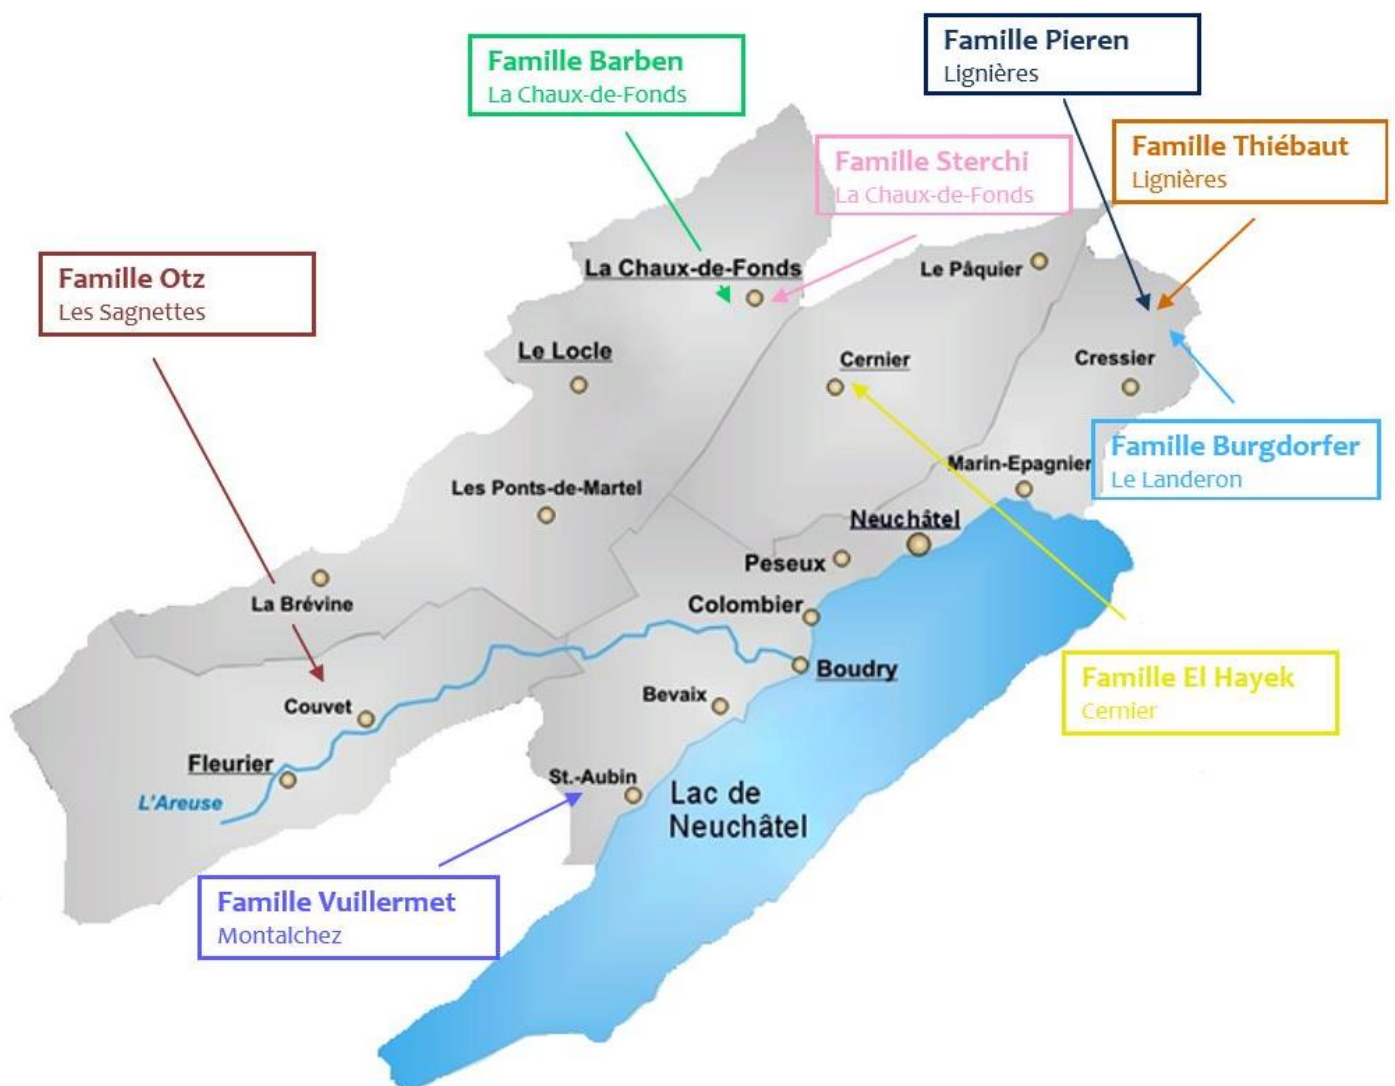 Famille Pieren
Lignières
Famille Barben
La Chaux-de-Fonds
Famille Thiébaut
Lignières
Famille Sterchi
La Chaux-de-Fonds
Famille Otz
Les Sagnettes
La Chaux-de-Fonds
Le Pâquier
Le Locle
Cernier
Cressier
Famille Burgdorfer
Le Landeron
Marin-Epagnier
Les Ponts-de-Martel
Neuchâtel
Peseux
La Brévine
Colombier
Boudry
Famille El Hayek
Cernier
Bevaix
Couvet
Fleurier
St.-Aubin
L'Areuse
Lac de
Neuchâtel
Famille Vuillermet
Montalchez